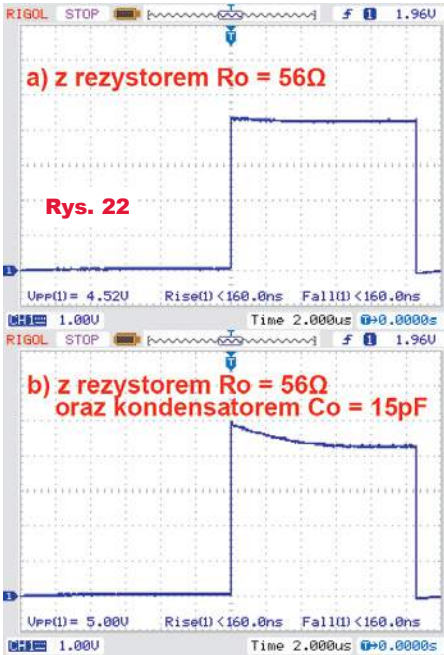 RIGOL STOP T f 1 1.96V
T
a) z rezystorem Ro = 56Ω
Rys. 22
1
Vpp(1)= 4.52V Rise(1)<160.0ns Fall(1)<160.0ns
CH1 1.00V Time 2.000us T→0.0000s
RIGOL STOP T f 1 1.96V
T
b) z rezystorem Ro = 56Ω
oraz kondensatorem Co = 15pF
1
Vpp(1)= 5.00V Rise(1)<160.0ns Fall(1)<160.0ns
CH1 1.00V Time 2.000us T→0.0000s